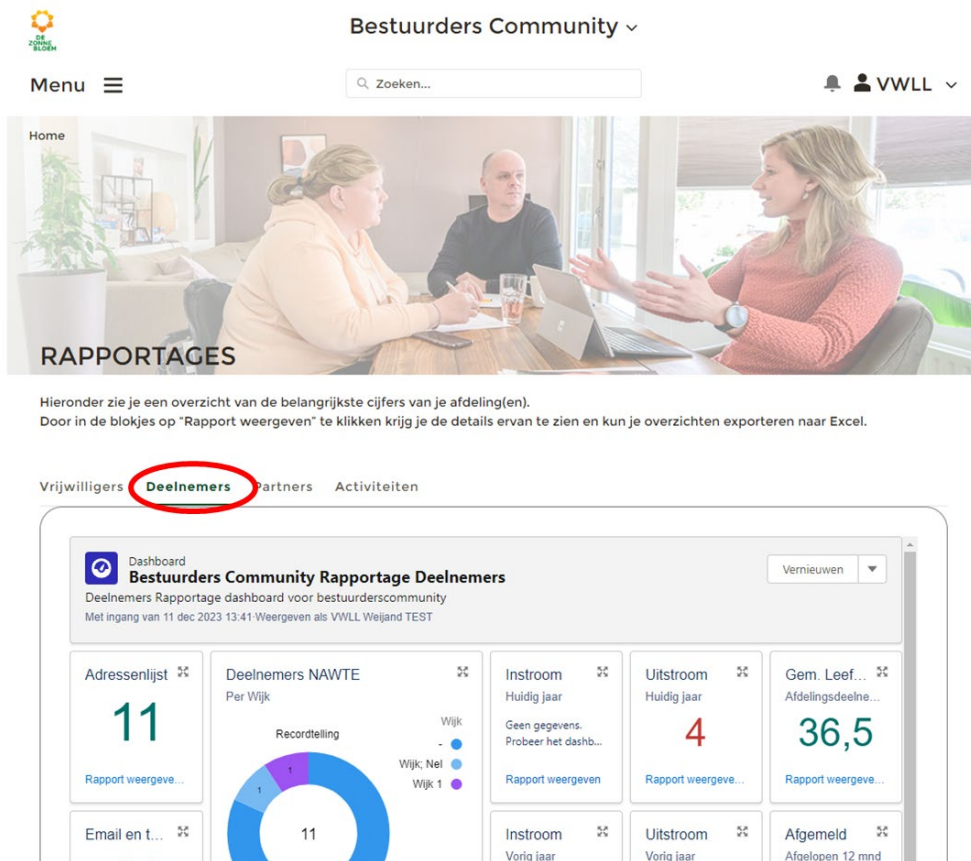 DE
ZONNE
BLOEM
Bestuurders Community
Menu
Zoeken...
VWLL
Home
RAPPORTAGES
Hieronder zie je een overzicht van de belangrijkste cijfers van je afdeling(en).
Door in de blokjes op "Rapport weergeven" te klikken krijg je de details ervan te zien en kun je overzichten exporteren naar Excel.
Vrijwilligers Deelnemers Partners Activiteiten
Dashboard
Bestuurders Community Rapportage Deelnemers
Deelnemers Rapportage dashboard voor bestuurderscommunity
Met ingang van 11 dec 2023 13:41·Weergeven als VWLL Weijand TEST
Vernieuwen
Adressenlijst
11
Rapport weergeve...
Deelnemers NAWTE
Per Wijk
Recordtelling
Wijk
-
Wijk; Nel
Wijk 1
1
1
11
Instroom
Huidig jaar
Geen gegevens.
Probeer het dashb...
Rapport weergeven
Uitstroom
Huidig jaar
4
Rapport weergeve...
Gem. Leef...
Afdelingsdeelne...
36,5
Rapport weergeve...
Email en t...
Instroom
Vorig jaar
Uitstroom
Vorig jaar
Afgemeld
Afgelopen 12 mnd